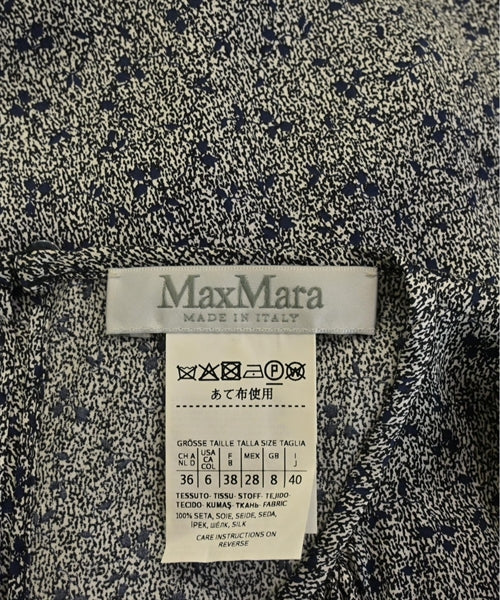 MaxMara
MADE IN ITALY
P W
あて布使用
GRÖSSE TAILLE TALLA SIZE TAGLIA
CH A NL D USA CA COL F B MEX GB I J
36 6 38 28 8 40
TESSUTO- TISSU- STOFF- TEJIDO-
TECIDO- KUMAŞ- ТКАНЬ- FABRIC
100% SETA, SOIE, SEIDE, SEDA,
İPEK, ШЁЛК, SILK
CARE INSTRUCTIONS ON
REVERSE